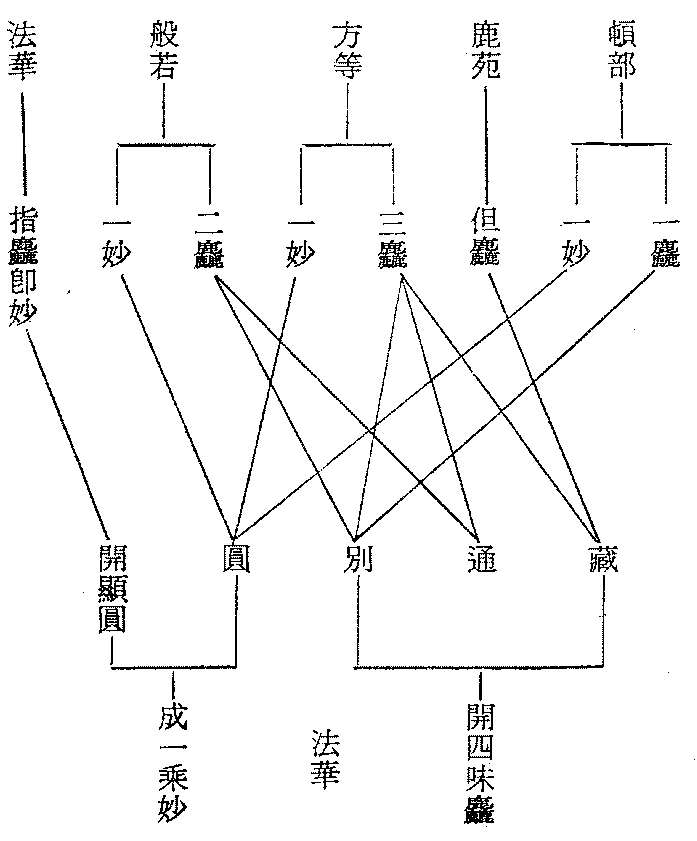 頓部
鹿苑
方等
般若
法華
一麤
一妙
但麤
三麤
一妙
二麤
一妙
指麤即妙
藏
通
別
圓
開顯圓
開四味麤
法華
成一乘妙